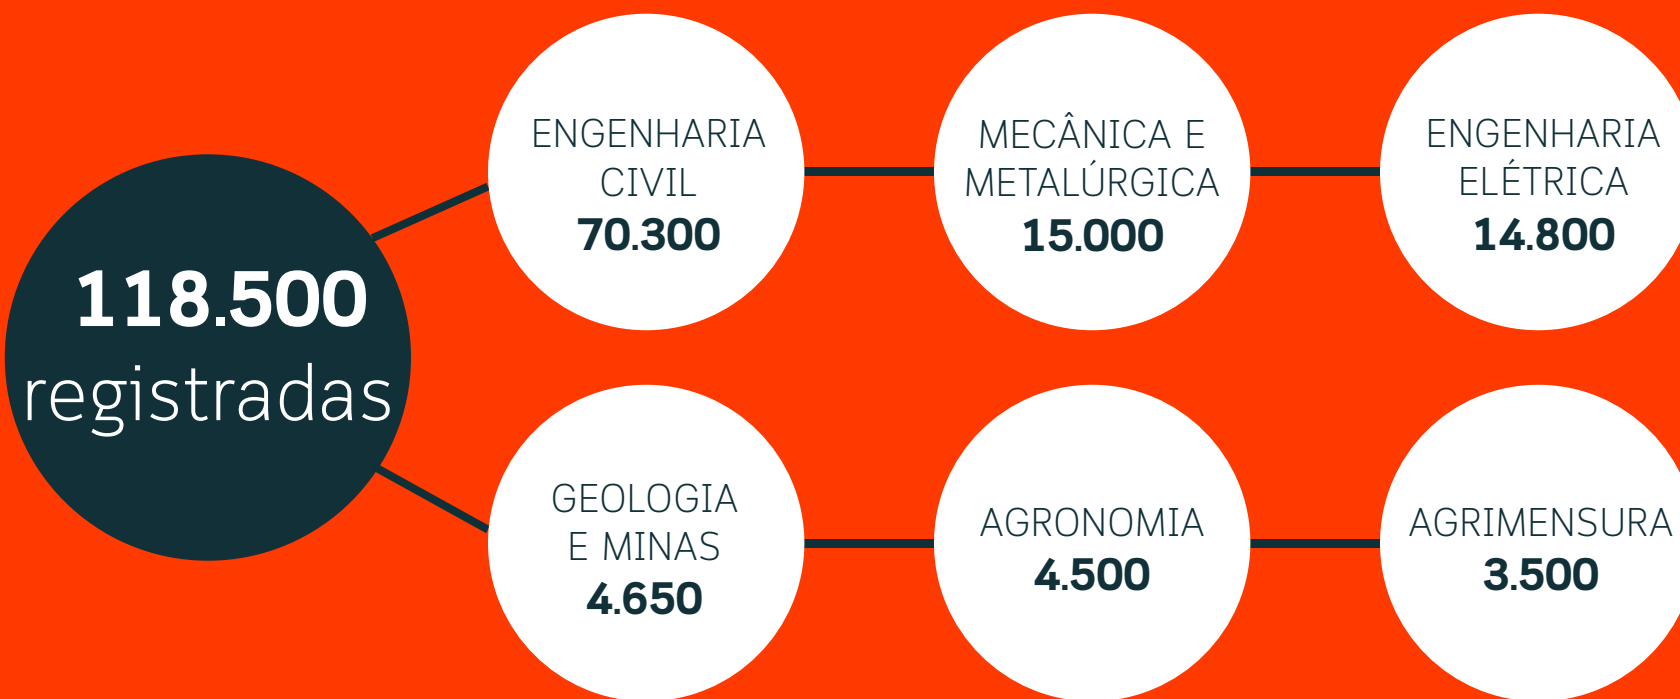 118.500
registradas
ENGENHARIA
CIVIL
70.300
MECÂNICA E
METALÚRGICA
15.000
ENGENHARIA
ELÉTRICA
14.800
GEOLOGIA
E MINAS
4.650
AGRONOMIA
4.500
AGRIMENSURA
3.500